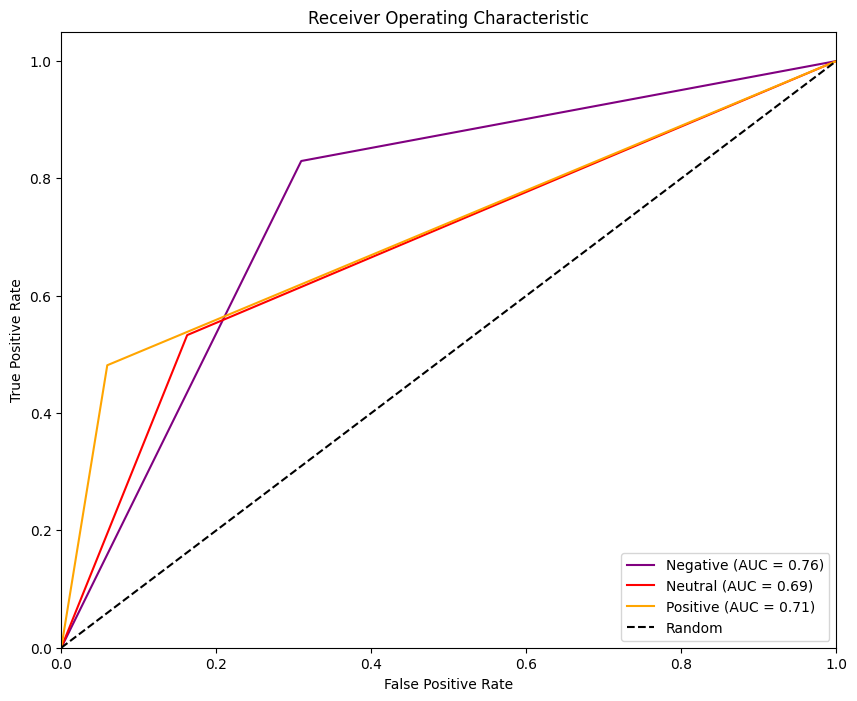 Receiver Operating Characteristic
True Positive Rate
1.0
0.8
0.6
0.4
0.2
0.0
0.0 0.2 0.4 0.6 0.8 1.0
False Positive Rate
Negative (AUC = 0.76)
Neutral (AUC = 0.69)
Positive (AUC = 0.71)
Random